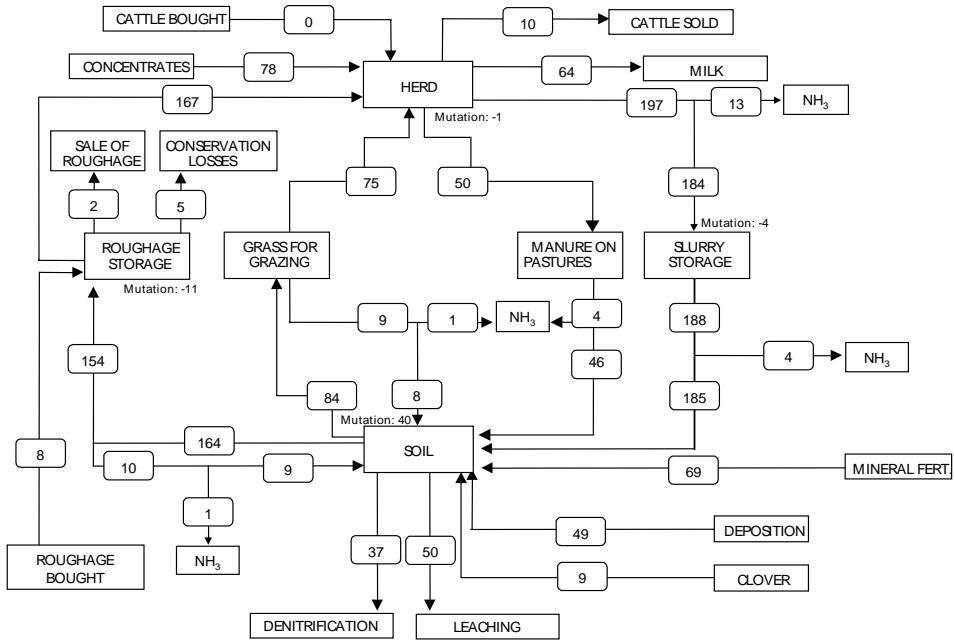 CATTLE BOUGHT
0
10
CATTLE SOLD
CONCENTRATES
78
HERD
64
MILK
167
197
13
NH₃
Mutation: -1
SALE OF
ROUGHAGE
CONSERVATION
LOSSES
75
50
184
2
5
Mutation: -4
ROUGHAGE
STORAGE
GRASS FOR
GRAZING
MANURE ON
PASTURES
SLURRY
STORAGE
Mutation: -11
9
1
NH₃
4
188
154
46
4
NH₃
84
8
185
Mutation: 40
164
SOIL
8
10
9
69
MINERAL FERT.
1
49
DEPOSITION
ROUGHAGE
BOUGHT
NH₃
37
50
9
CLOVER
DENITRIFICATION
LEACHING